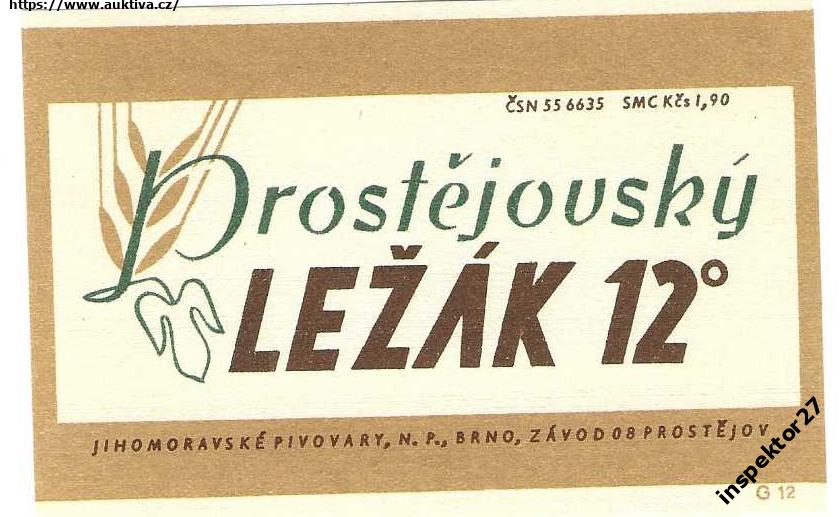 https://www.auktiva.cz/
ČSN 55 6635 SMC Kčs 1,90
Prostějovský
LEŽÁK 12°
JIHOMORAVSKÉ PIVOVARY, N. P., BRNO, ZÁVOD 08 PROSTĚJOV
inspektor27
G 12